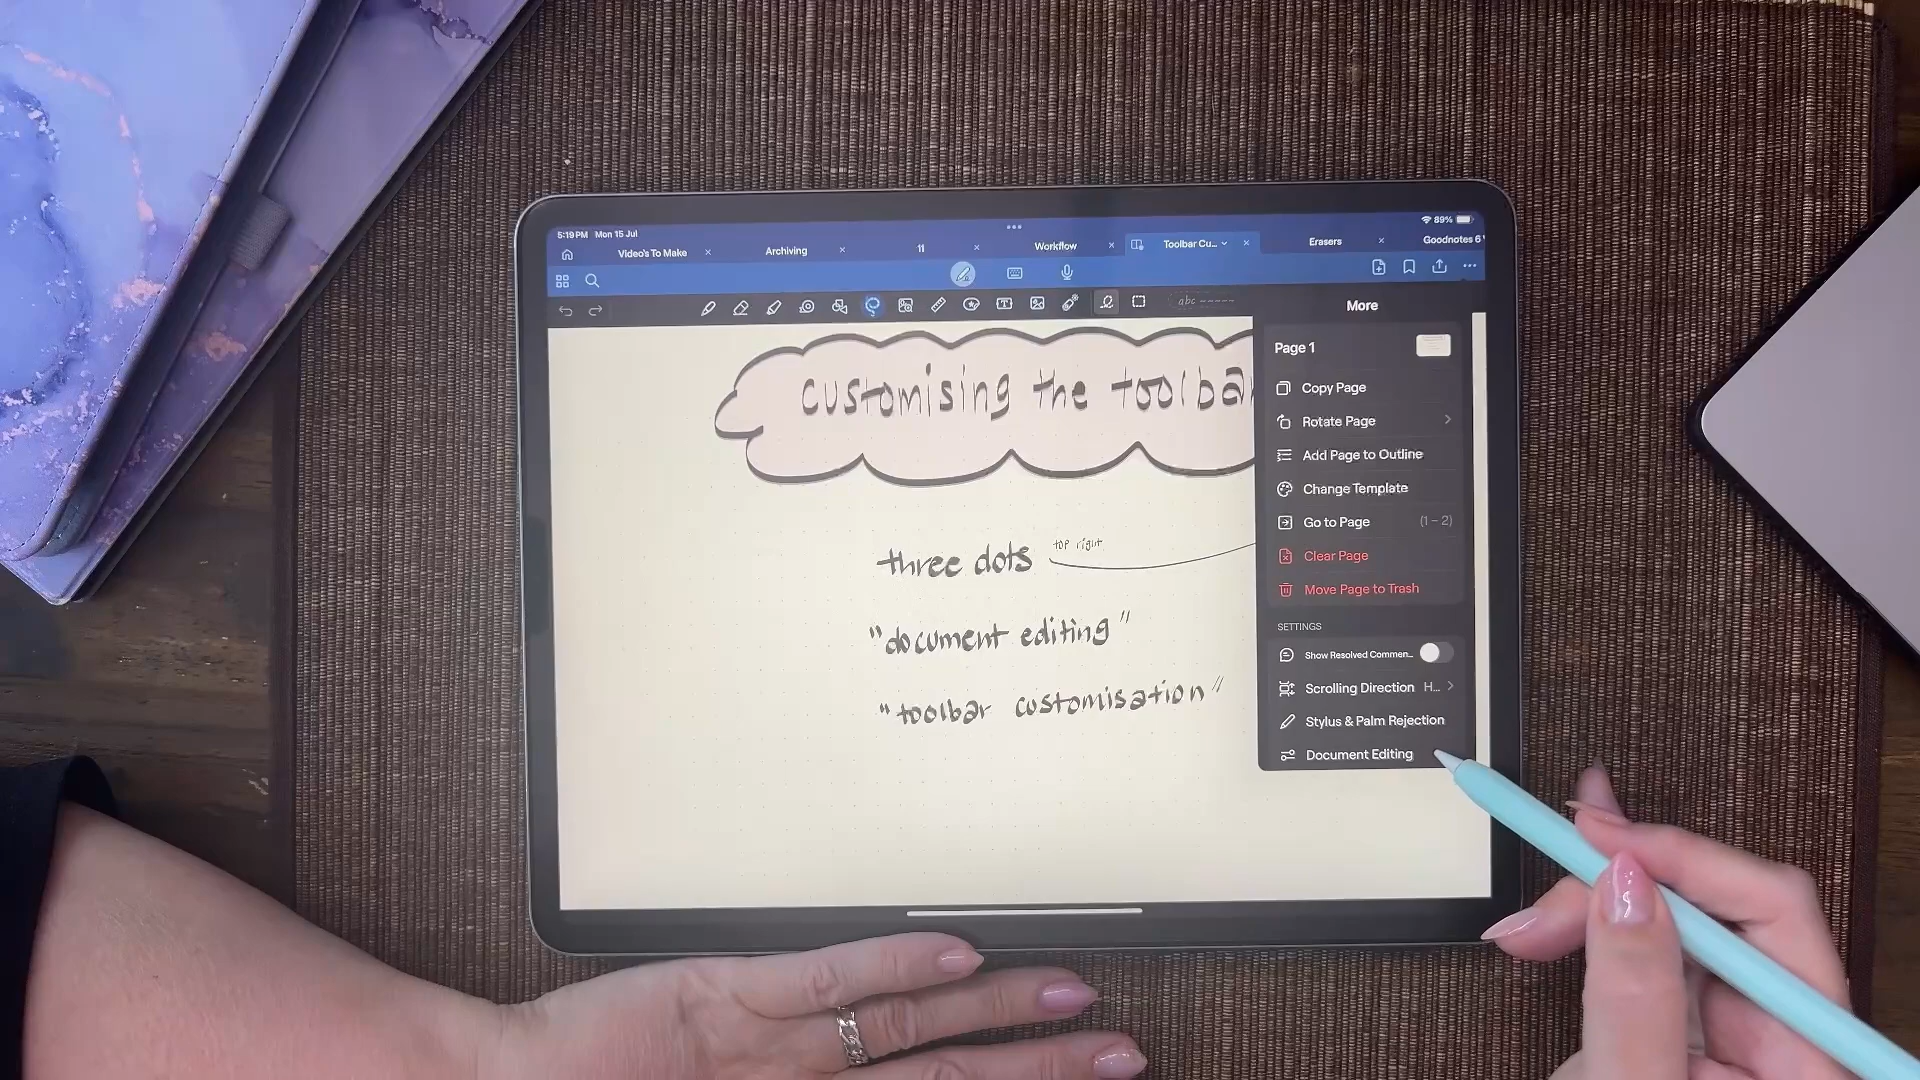 5:19 PM Mon 15 Jul
89%
Video's To Make
Archiving
11
Workflow
Toolbar Cu...
Erasers
Goodnotes 6
abc
customising the toolbar
three dots
top right
"document editing"
"toolbar customisation"
More
Page 1
Copy Page
Rotate Page
Add Page to Outline
Change Template
Go to Page (1 - 2)
Clear Page
Move Page to Trash
SETTINGS
Show Resolved Commen...
Scrolling Direction H...
Stylus & Palm Rejection
Document Editing